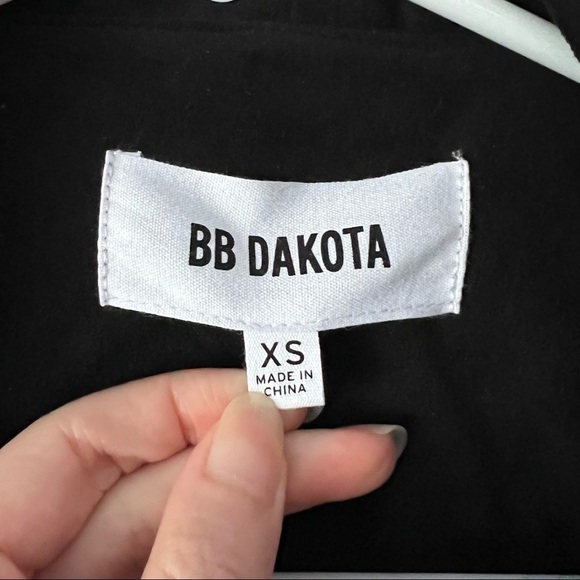 BB DAKOTA
XS
MADE IN
CHINA